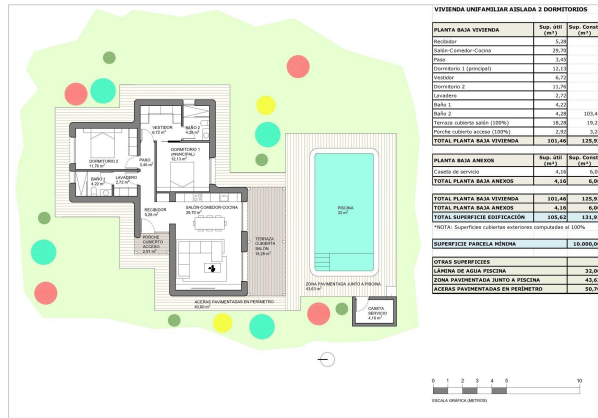 VIVIENDA UNIFAMILIAR AISLADA 2 DORMITORIOS
PLANTA BAJA VIVIENDA Sup. útil (m²) Sup. Const (m²)
Recibidor 5,28
Salón-Comedor-Cocina 29,70
Paso 3,45
Dormitorio 1 (principal) 12,13
Vestidor 6,72
Dormitorio 2 11,76
Lavadero 2,72
Baño 1 4,22
Baño 2 4,28 103,4
Terraza cubierta salón (100%) 18,28 19,2
Porche cubierto acceso (100%) 2,92 3,2
TOTAL PLANTA BAJA VIVIENDA 101,46 125,9
PLANTA BAJA ANEXOS Sup. útil (m²) Sup. Const (m²)
Caseta de servicio 4,16 6,0
TOTAL PLANTA BAJA ANEXOS 4,16 6,0
TOTAL PLANTA BAJA VIVIENDA 101,46 125,9
TOTAL PLANTA BAJA ANEXOS 4,16 6,0
TOTAL SUPERFICIE EDIFICACIÓN 105,62 131,9
*NOTA: Superficies cubiertas exteriores computadas al 100%
SUPERFICIE PARCELA MÍNIMA 10.000,0
OTRAS SUPERFICIES
LÁMINA DE AGUA PISCINA 32,0
ZONA PAVIMENTADA JUNTO A PISCINA 43,6
ACERAS PAVIMENTADAS EN PERÍMETRO 50,7
VESTIDOR
6,72 m²
BAÑO 2
4,28 m²
DORMITORIO 2
11,76 m²
PASO
3,45 m²
DORMITORIO 1
(PRINCIPAL)
12,13 m²
BAÑO 1
4,22 m²
LAVADERO
2,72 m²
RECIBIDOR
5,28 m²
SALÓN-COMEDOR-COCINA
29,70 m²
PISCINA
32 m²
PORCHE
CUBIERTO
ACCESO
TERRAZA
CUBIERTA
SALÓN
18,28 m²
ZONA PAVIMENTADA JUNTO A PISCINA
43,63 m²
ACERAS PAVIMENTADAS EN PERÍMETRO
CASETA
SERVICIO
4,16 m²
0 1 2 3 4 5 10
ESCALA GRÁFICA (METROS)